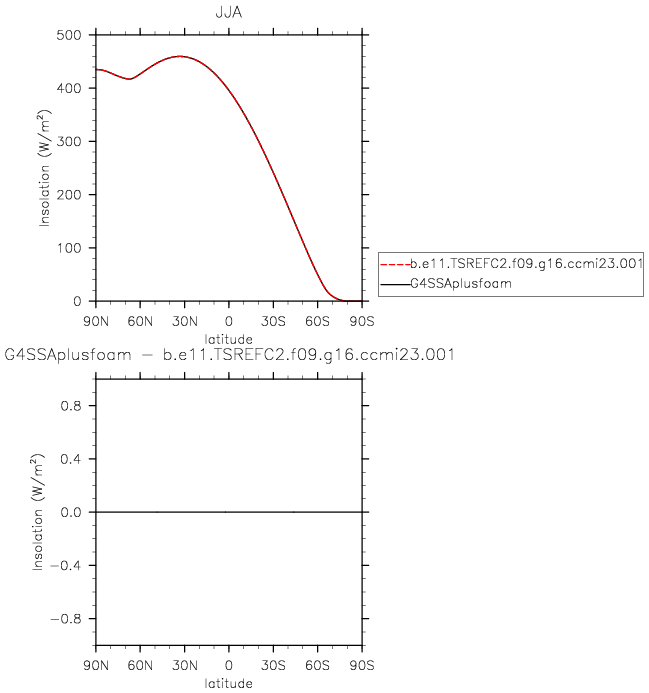 JJA
500
400
300
200
100
0
Insolation (W/m²)
90N 60N 30N 0 30S 60S 90S
latitude
b.e11.TSREFC2.f09.g16.ccmi23.001
G4SSAplusfoam
G4SSAplusfoam − b.e11.TSREFC2.f09.g16.ccmi23.001
0.8
0.4
0.0
−0.4
−0.8
Insolation (W/m²)
90N 60N 30N 0 30S 60S 90S
latitude